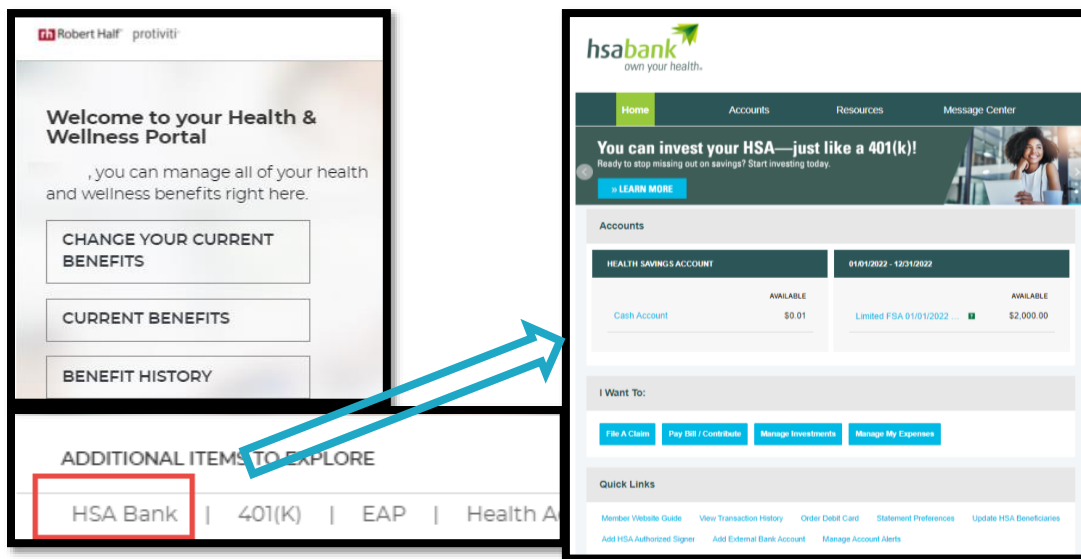 rh Robert Half protiviti
Welcome to your Health &
Wellness Portal
, you can manage all of your health
and wellness benefits right here.
CHANGE YOUR CURRENT
BENEFITS
CURRENT BENEFITS
BENEFIT HISTORY
ADDITIONAL ITEMS TO EXPLORE
HSA Bank | 401(K) | EAP | Health
hsabank
own your health.
Home Accounts Resources Message Center
You can invest your HSA—just like a 401(k)!
Ready to stop missing out on savings? Start investing today.
» LEARN MORE
Accounts
HEALTH SAVINGS ACCOUNT
AVAILABLE
Cash Account $0.01
01/01/2022 - 12/31/2022
AVAILABLE
Limited FSA 01/01/2022 ... $2,000.00
I Want To:
File A Claim Pay Bill / Contribute Manage Investments Manage My Expenses
Quick Links
Member Website Guide View Transaction History Order Debit Card Statement Preferences Update HSA Beneficiaries
Add HSA Authorized Signer Add External Bank Account Manage Account Alerts